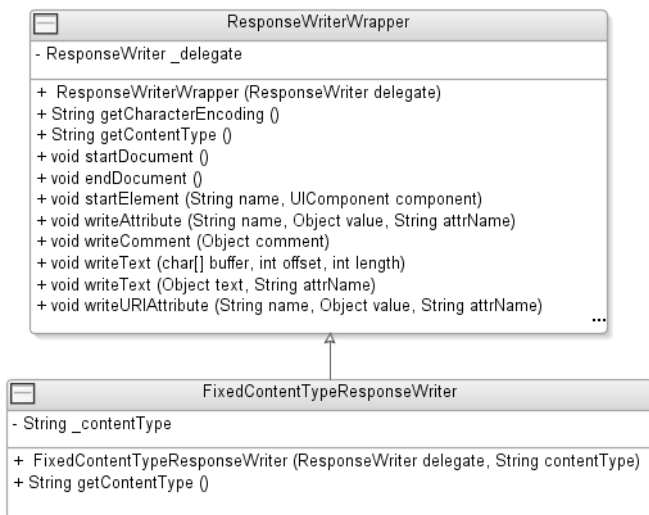 ResponseWriterWrapper
- ResponseWriter _delegate
+ ResponseWriterWrapper (ResponseWriter delegate)
+ String getCharacterEncoding ()
+ String getContentType ()
+ void startDocument ()
+ void endDocument ()
+ void startElement (String name, UIComponent component)
+ void writeAttribute (String name, Object value, String attrName)
+ void writeComment (Object comment)
+ void writeText (char[] buffer, int offset, int length)
+ void writeText (Object text, String attrName)
+ void writeURIAttribute (String name, Object value, String attrName)
...
FixedContentTypeResponseWriter
- String _contentType
+ FixedContentTypeResponseWriter (ResponseWriter delegate, String contentType)
+ String getContentType ()